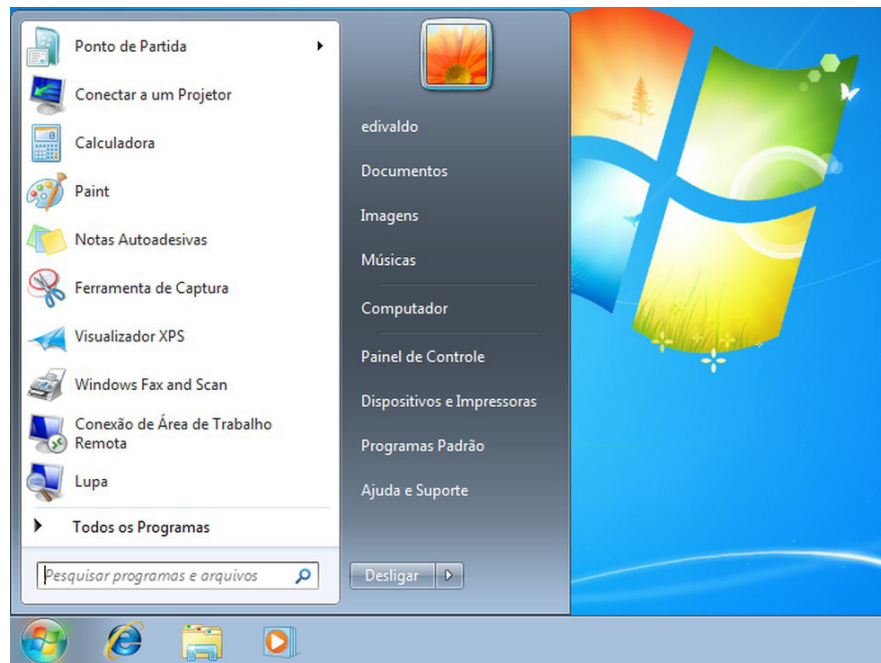 Ponto de Partida
Conectar a um Projetor
Calculadora
Paint
Notas Autoadesivas
Ferramenta de Captura
Visualizador XPS
Windows Fax and Scan
Conexão de Área de Trabalho
Remota
Lupa
Todos os Programas
Pesquisar programas e arquivos
edivaldo
Documentos
Imagens
Músicas
Computador
Painel de Controle
Dispositivos e Impressoras
Programas Padrão
Ajuda e Suporte
Desligar